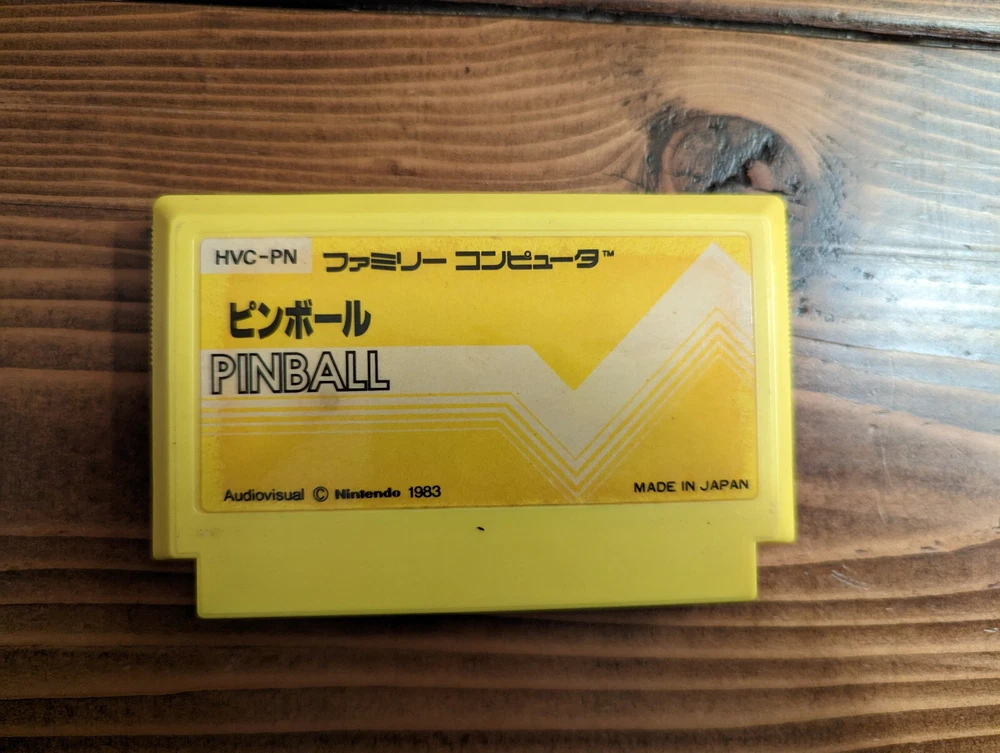 HVC-PN ファミリー コンピュータ™
ピンボール
PINBALL
Audiovisual © Nintendo 1983
MADE IN JAPAN